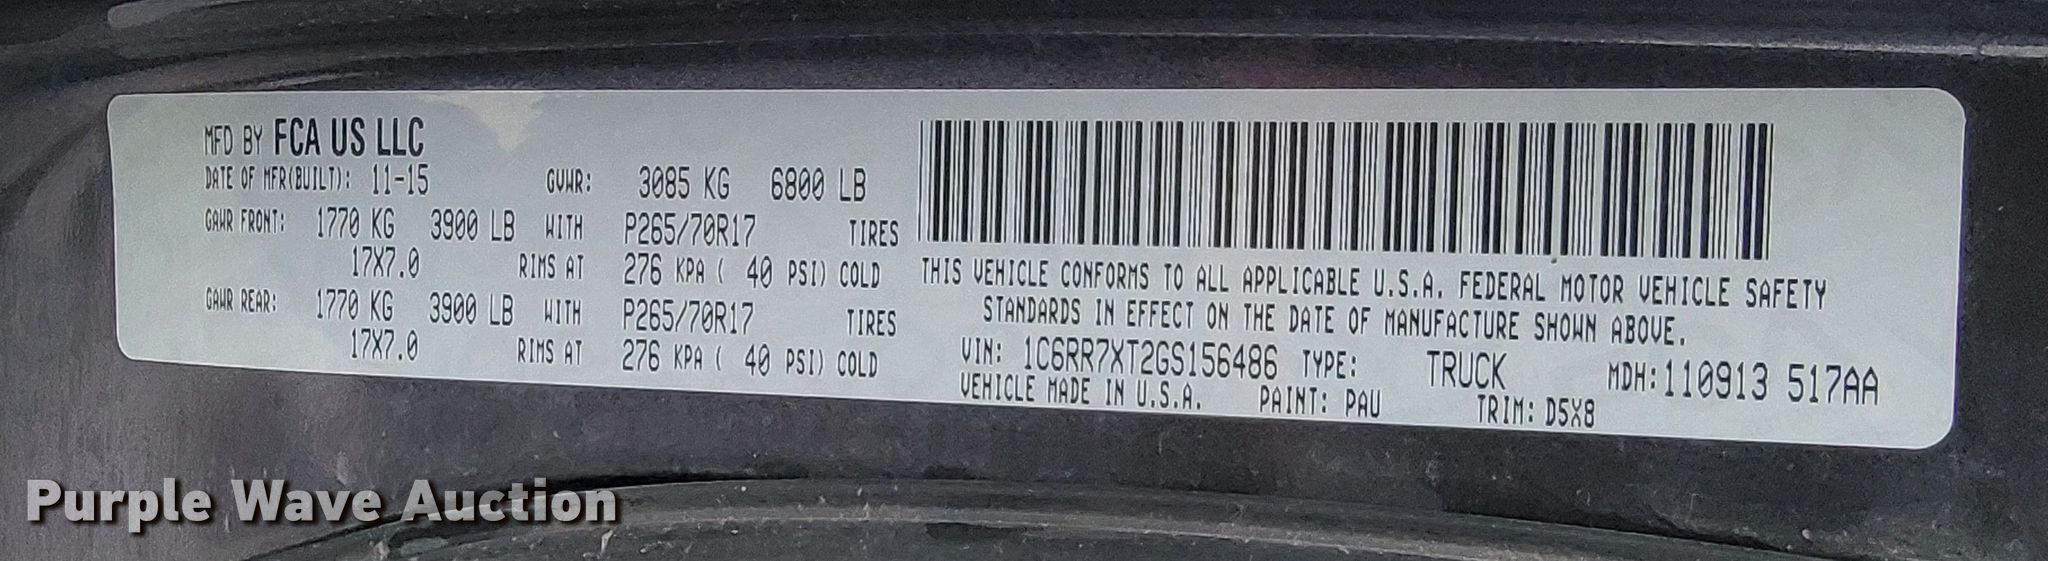 MFD BY FCA US LLC
DATE OF MFR(BUILT): 11-15 GVWR: 3085 KG 6800 LB
GAWR FRONT: 1770 KG 3900 LB WITH P265/70R17 TIRES
17X7.0 RIMS AT 276 KPA ( 40 PSI) COLD
GAWR REAR: 1770 KG 3900 LB WITH P265/70R17 TIRES
17X7.0 RIMS AT 276 KPA ( 40 PSI) COLD
THIS VEHICLE CONFORMS TO ALL APPLICABLE U.S.A. FEDERAL MOTOR VEHICLE SAFETY
STANDARDS IN EFFECT ON THE DATE OF MANUFACTURE SHOWN ABOVE.
VIN: 1C6RR7XT2GS156486 TYPE: TRUCK MDH: 110913 517AA
VEHICLE MADE IN U.S.A. PAINT: PAU TRIM: D5X8
Purple Wave Auction